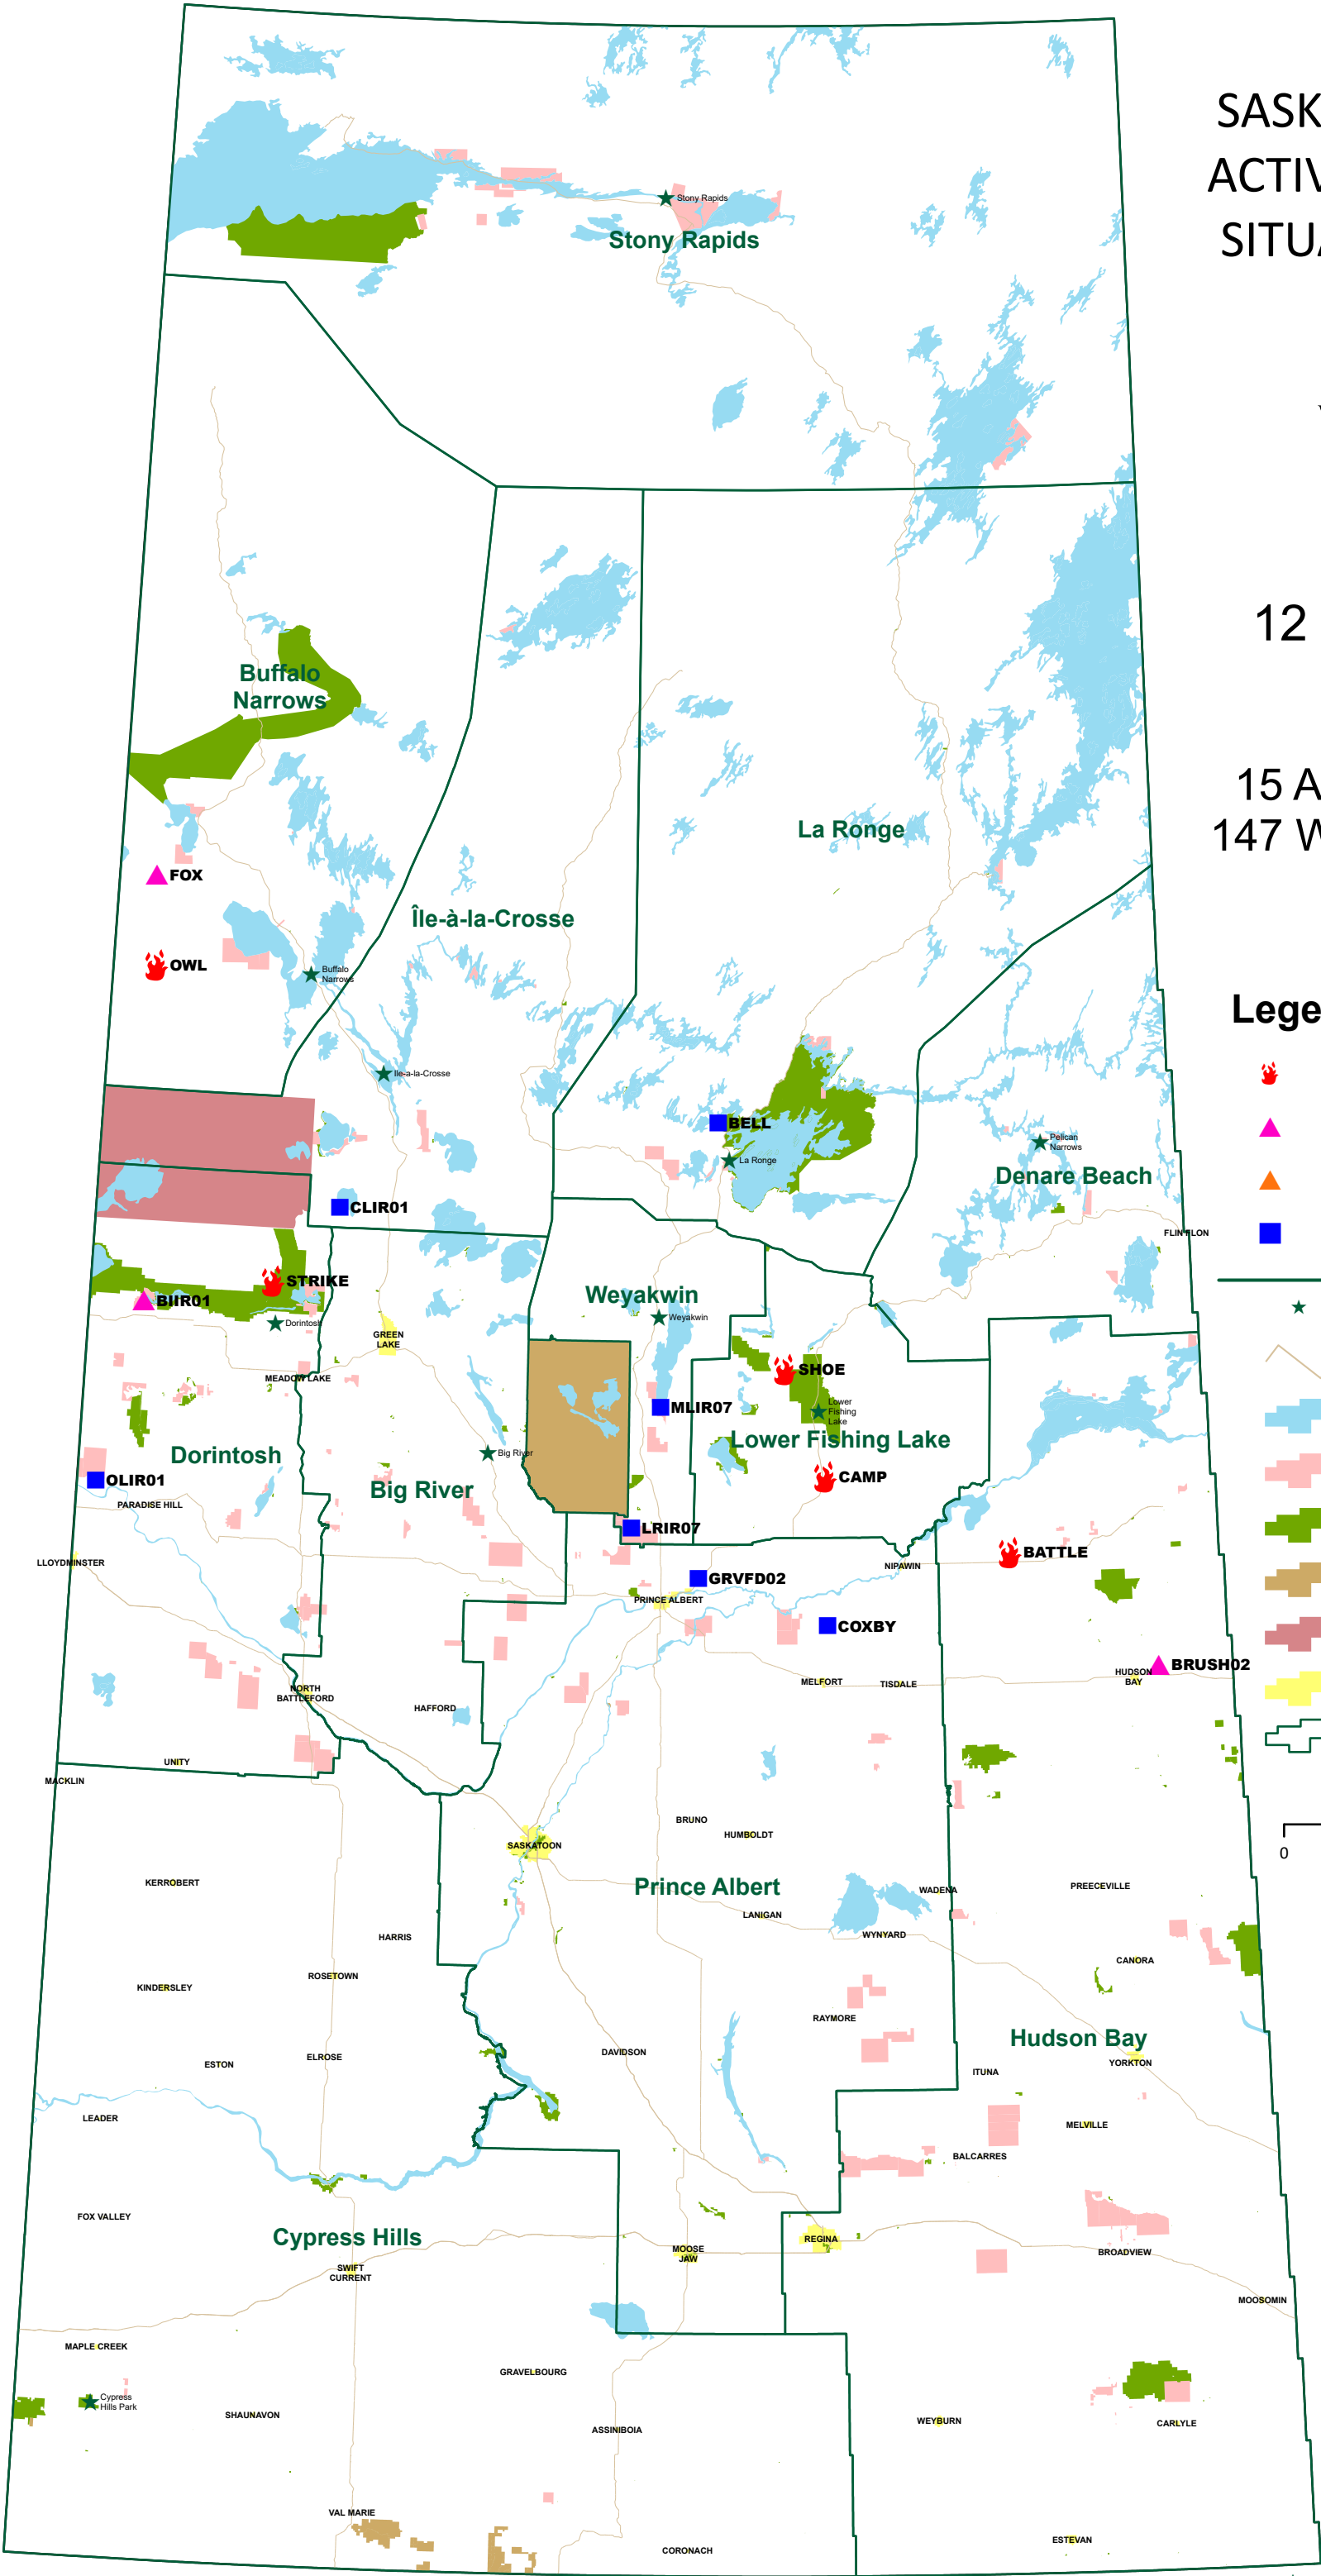 SASK
ACTIV
SITUA
Stony Rapids
Stony Rapids
12
Buffalo
Narrows
15 A
147 W
La Ronge
FOX
Île-à-la-Crosse
OWL
Buffalo
Narrows
Lege
Ile-a-la-Crosse
BELL
Pelican
Narrows
La Ronge
Denare Beach
CLIR01
FLIN FLON
STRIKE
Weyakwin
BIIR01
Weyakwin
Dorintosh
GREEN
LAKE
SHOE
MEADOW LAKE
MLIR07
Lower
Fishing
Lake
Lower Fishing Lake
Dorintosh
Big River
CAMP
OLIR01
Big River
PARADISE HILL
LRIR07
BATTLE
LLOYDMINSTER
NIPAWIN
GRVFD02
PRINCE ALBERT
COXBY
BRUSH02
HUDSON
BAY
MELFORT
TISDALE
NORTH
BATTLEFORD
HAFFORD
UNITY
MACKLIN
BRUNO
HUMBOLDT
SASKATOON
0
KERROBERT
Prince Albert
PREECEVILLE
WADENA
LANIGAN
WYNYARD
HARRIS
CANORA
ROSETOWN
KINDERSLEY
RAYMORE
Hudson Bay
DAVIDSON
ELROSE
YORKTON
ESTON
ITUNA
LEADER
MELVILLE
BALCARRES
FOX VALLEY
Cypress Hills
REGINA
MOOSE
JAW
BROADVIEW
SWIFT
CURRENT
MOOSOMIN
MAPLE CREEK
GRAVELBOURG
Cypress
Hills Park
SHAUNAVON
WEYBURN
CARLYLE
ASSINIBOIA
VAL MARIE
ESTEVAN
CORONACH